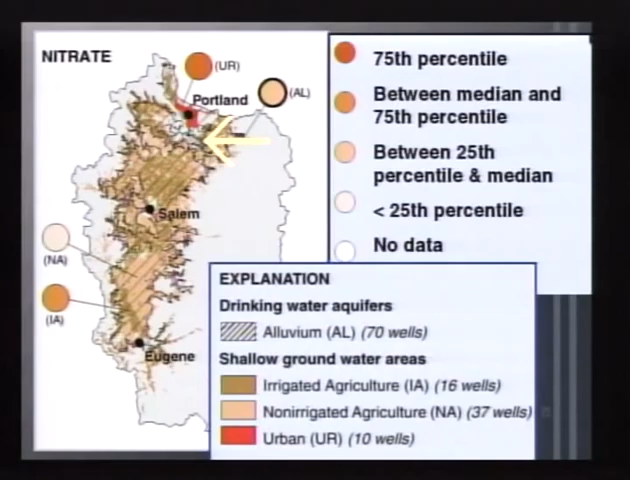 NITRATE
(UR)
(AL)
Portland
Salem
(NA)
(IA)
Eugene
75th percentile
Between median and
75th percentile
Between 25th
percentile & median
< 25th percentile
No data
EXPLANATION
Drinking water aquifers
Alluvium (AL) (70 wells)
Shallow ground water areas
Irrigated Agriculture (IA) (16 wells)
Nonirrigated Agriculture (NA) (37 wells)
Urban (UR) (10 wells)